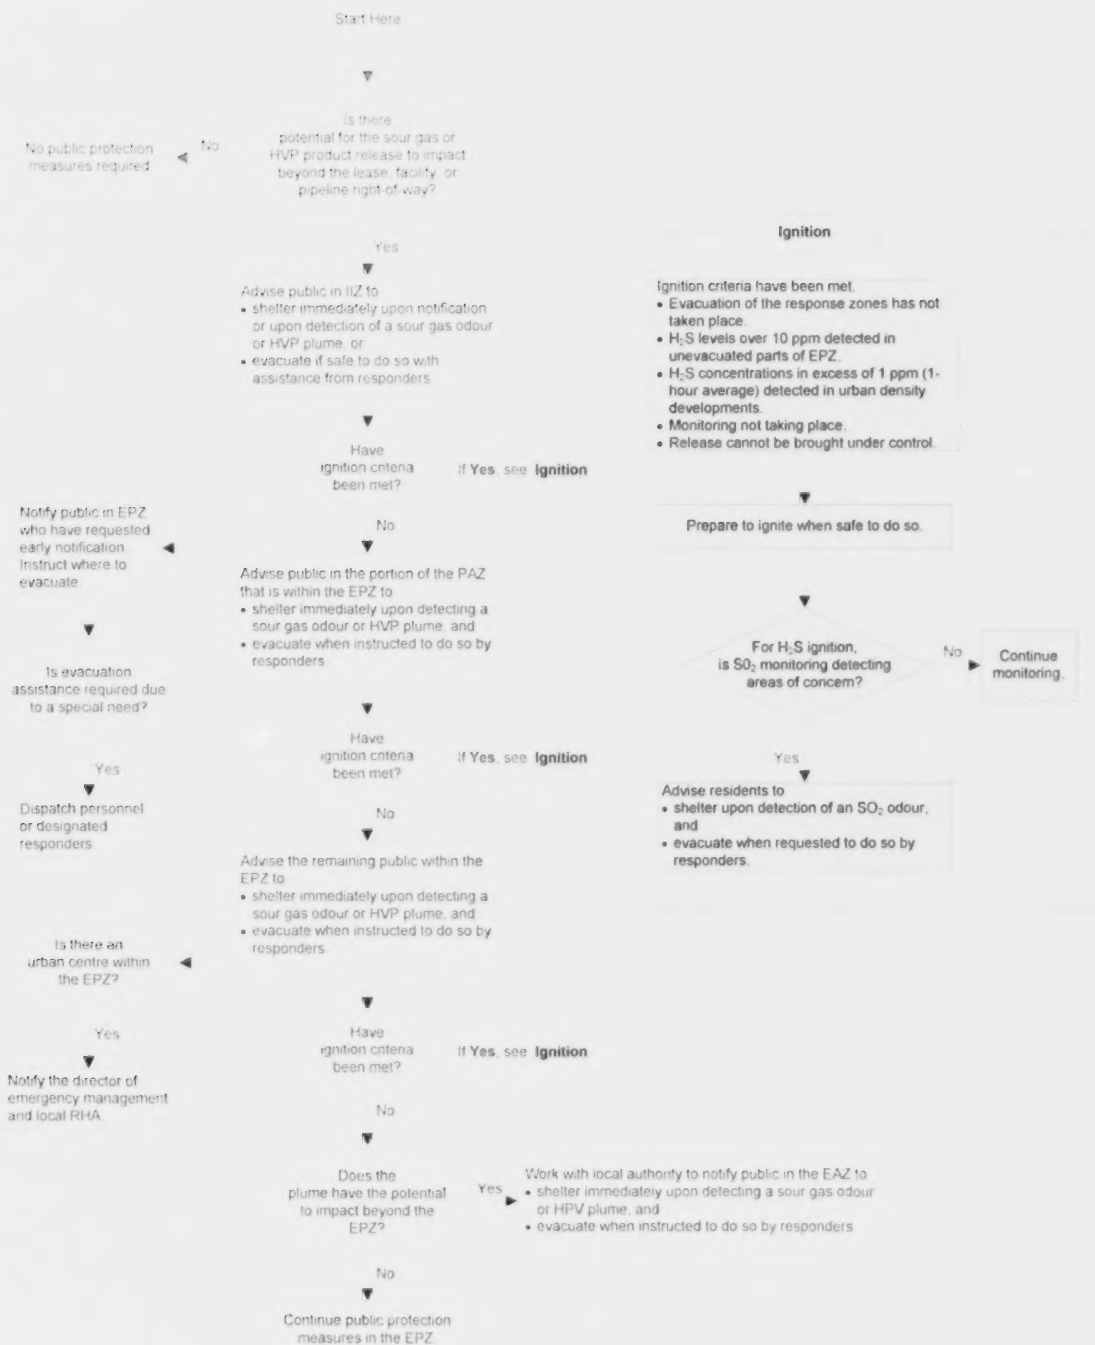 Start Here
Is there
potential for the sour gas or
HVP product release to impact
beyond the lease, facility, or
pipeline right-of-way?
No
No public protection
measures required
Yes
Advise public in IIZ to
• shelter immediately upon notification
or upon detection of a sour gas odour
or HVP plume, or
• evacuate if safe to do so with
assistance from responders
Have
ignition criteria
been met?
If Yes, see Ignition
No
Notify public in EPZ
who have requested
early notification
Instruct where to
evacuate.
Is evacuation
assistance required due
to a special need?
Yes
Dispatch personnel
or designated
responders
Advise public in the portion of the PAZ
that is within the EPZ to
• shelter immediately upon detecting a
sour gas odour or HVP plume, and
• evacuate when instructed to do so by
responders
Have
ignition criteria
been met?
If Yes, see Ignition
No
Advise the remaining public within the
EPZ to
• shelter immediately upon detecting a
sour gas odour or HVP plume, and
• evacuate when instructed to do so by
responders
Is there an
urban centre within
the EPZ?
Yes
Notify the director of
emergency management
and local RHA
Have
ignition criteria
been met?
If Yes, see Ignition
No
Does the
plume have the potential
to impact beyond the
EPZ?
Yes
Work with local authority to notify public in the EAZ to
• shelter immediately upon detecting a sour gas odour
or HPV plume, and
• evacuate when instructed to do so by responders
No
Continue public protection
measures in the EPZ
Ignition
Ignition criteria have been met.
• Evacuation of the response zones has not
taken place.
• H₂S levels over 10 ppm detected in
unevacuated parts of EPZ.
• H₂S concentrations in excess of 1 ppm (1-
hour average) detected in urban density
developments.
• Monitoring not taking place.
• Release cannot be brought under control.
Prepare to ignite when safe to do so.
For H₂S ignition,
is S0₂ monitoring detecting
areas of concern?
No
Continue
monitoring.
Yes
Advise residents to
• shelter upon detection of an SO₂ odour,
and
• evacuate when requested to do so by
responders.